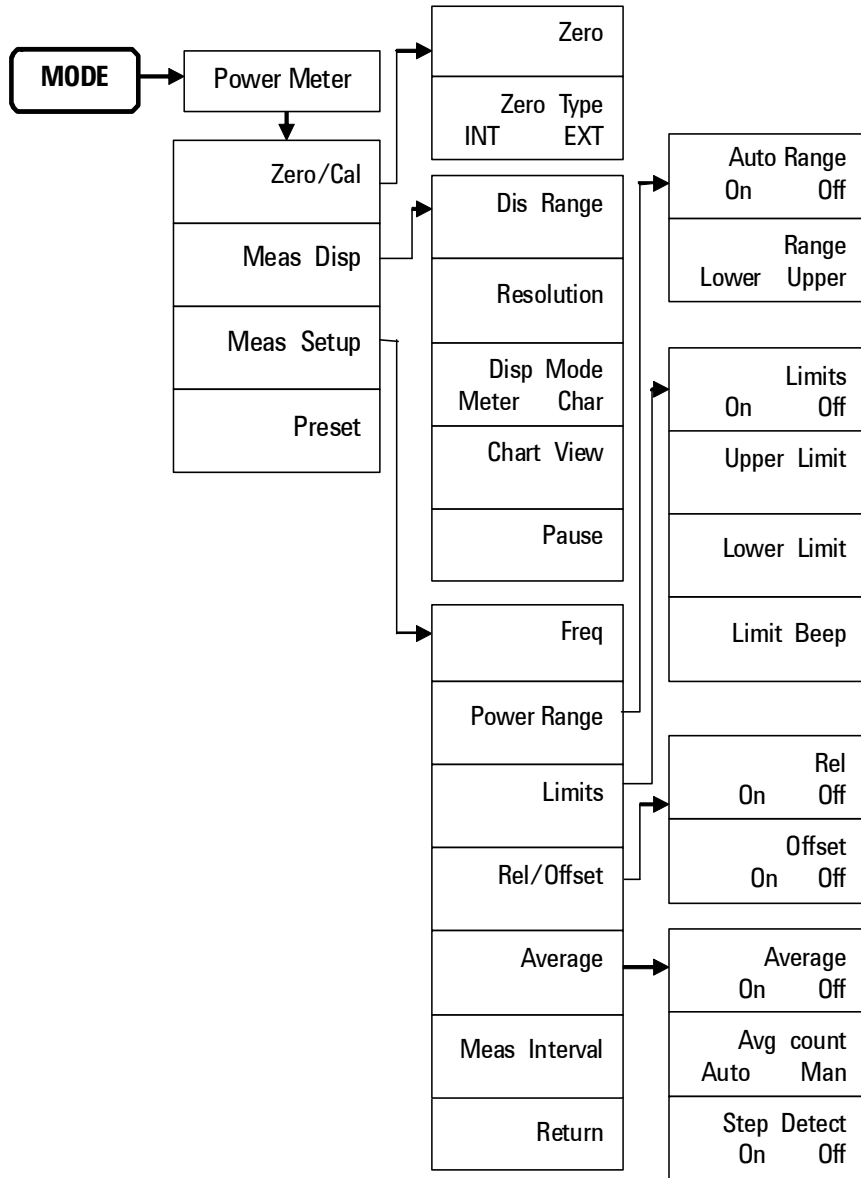 MODE
Power Meter
Zero/Cal
Meas Disp
Meas Setup
Preset
Zero
Zero Type
INT EXT
Dis Range
Resolution
Disp Mode
Meter Char
Chart View
Pause
Freq
Power Range
Limits
Rel/Offset
Average
Meas Interval
Return
Auto Range
On Off
Range
Lower Upper
Limits
On Off
Upper Limit
Lower Limit
Limit Beep
Rel
On Off
Offset
On Off
Average
On Off
Avg count
Auto Man
Step Detect
On Off